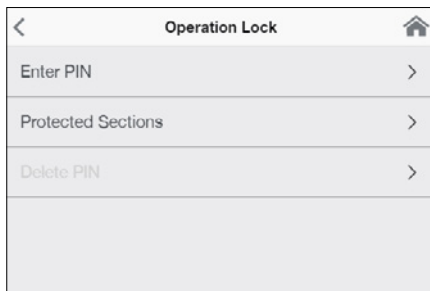 Operation Lock
Enter PIN
Protected Sections
Delete PIN